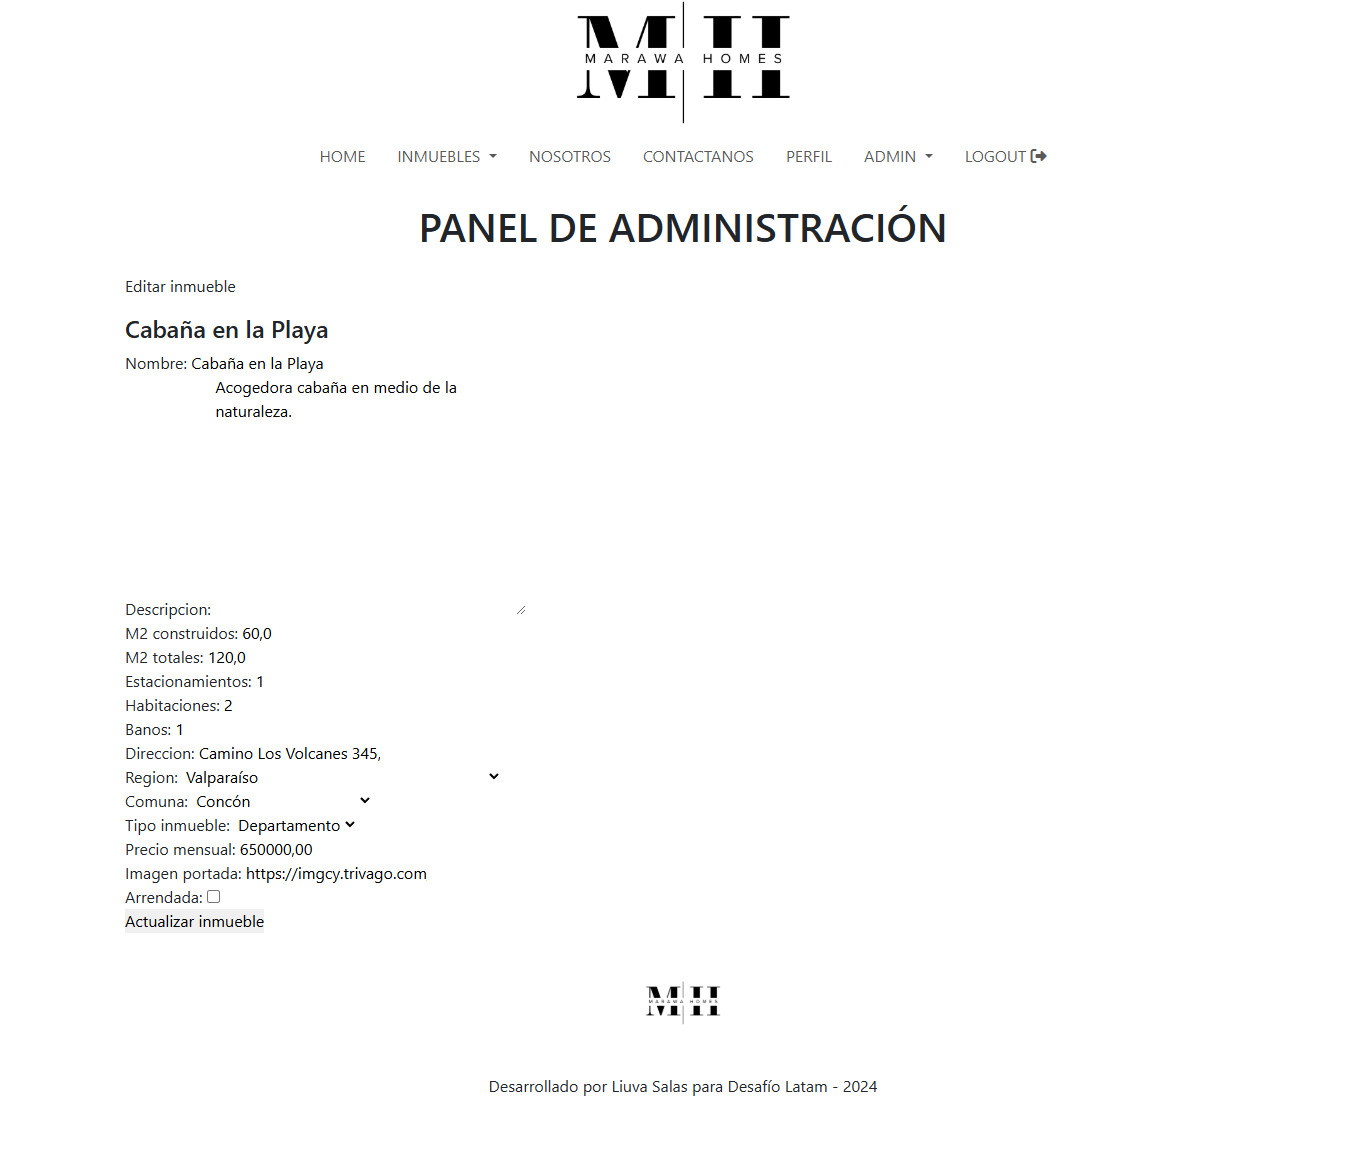 MARAWA HOMES
HOME INMUEBLES NOSOTROS CONTACTANOS PERFIL ADMIN LOGOUT
PANEL DE ADMINISTRACIÓN
Editar inmueble
Cabaña en la Playa
Nombre: Cabaña en la Playa
Acogedora cabaña en medio de la
naturaleza.
Descripcion:
M2 construidos: 60,0
M2 totales: 120,0
Estacionamientos: 1
Habitaciones: 2
Banos: 1
Direccion: Camino Los Volcanes 345,
Region: Valparaíso
Comuna: Concón
Tipo inmueble: Departamento
Precio mensual: 650000,00
Imagen portada: https://imgcy.trivago.com
Arrendada:
Actualizar inmueble
MARAWA HOMES
Desarrollado por Liuva Salas para Desafío Latam - 2024